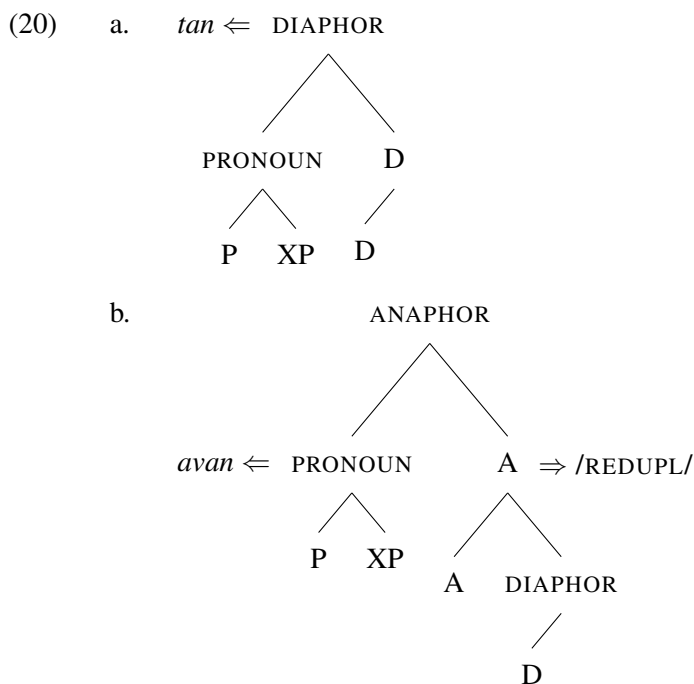 (20) a. tan ⇐ DIAPHOR
PRONOUN D
P XP D
b. ANAPHOR
avan ⇐ PRONOUN A ⇒ /REDUPL/
P XP A DIAPHOR
D